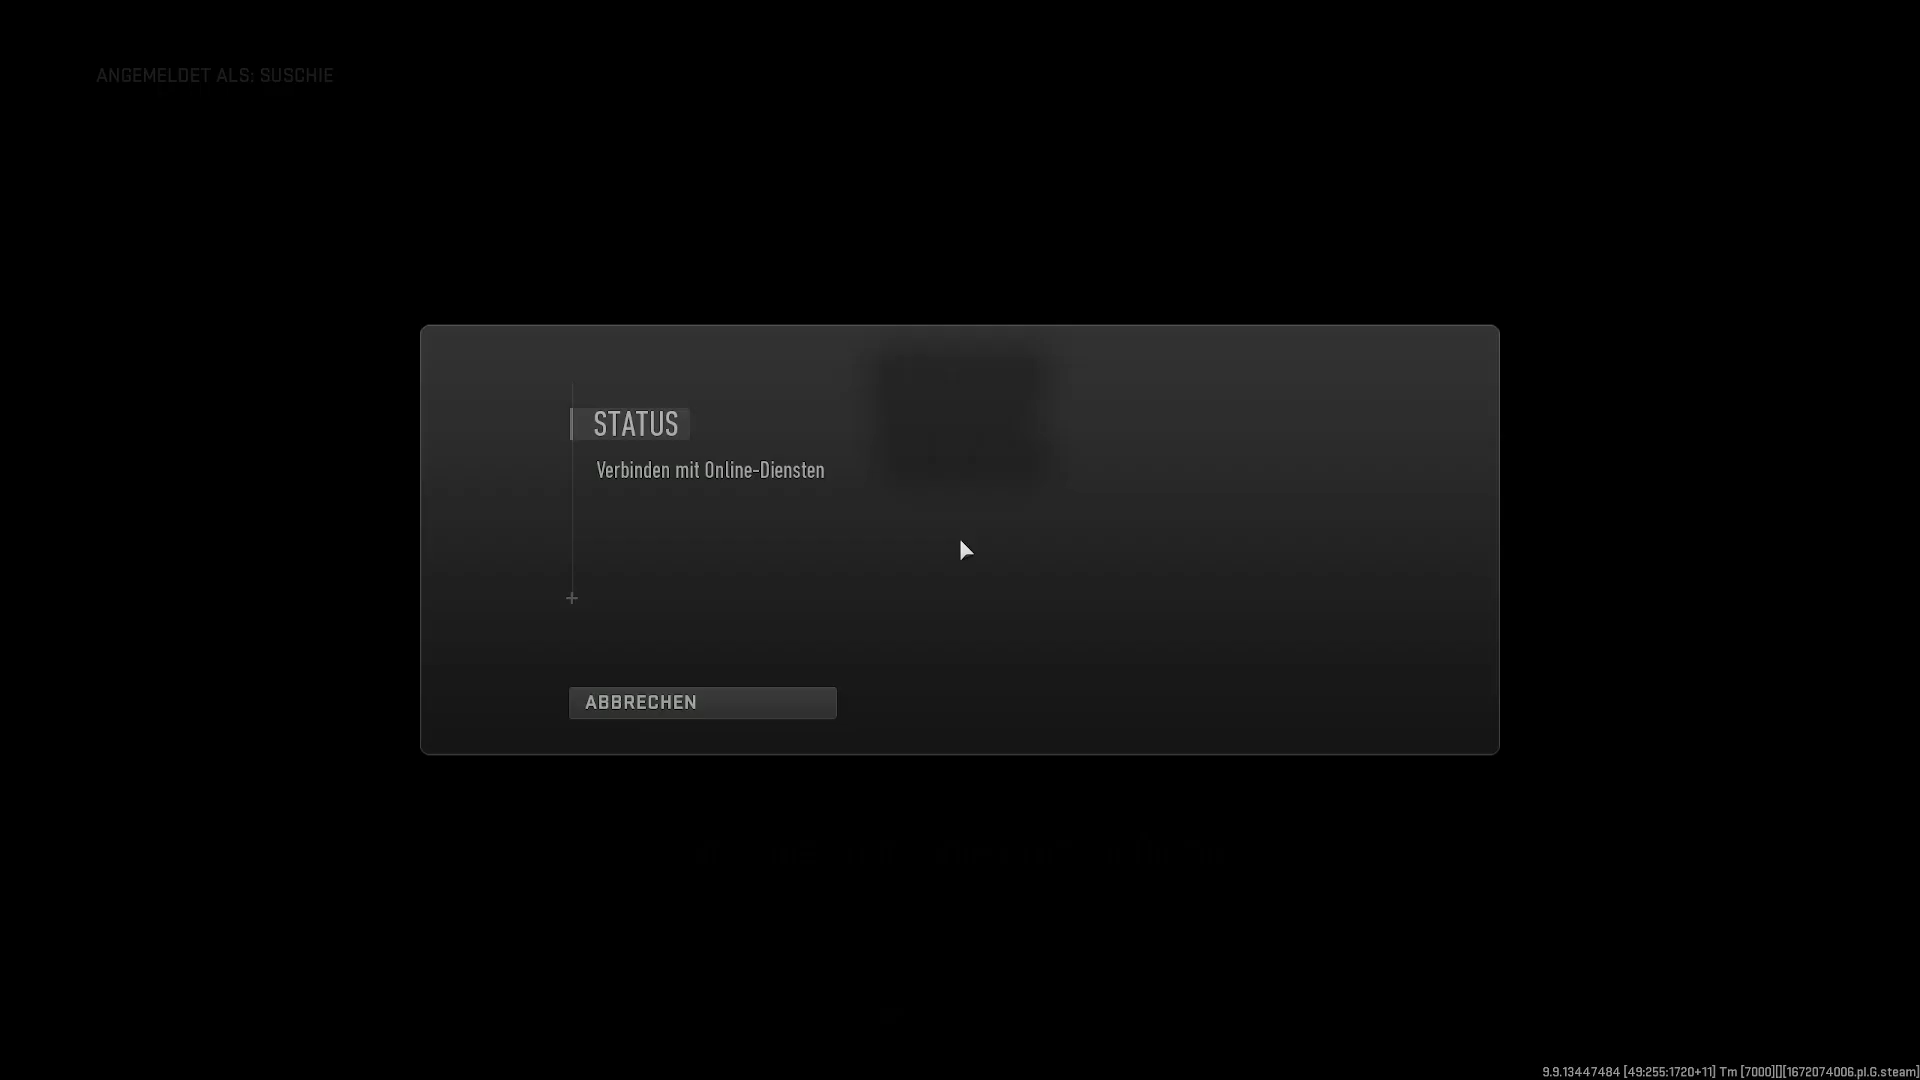 ANGEMELDET ALS: SUSCHIE
STATUS
Verbinden mit Online-Diensten
ABBRECHEN
9.9.13447484 [49:255:1720+11] Tm [7000][][1672074006.pl.G.steam]